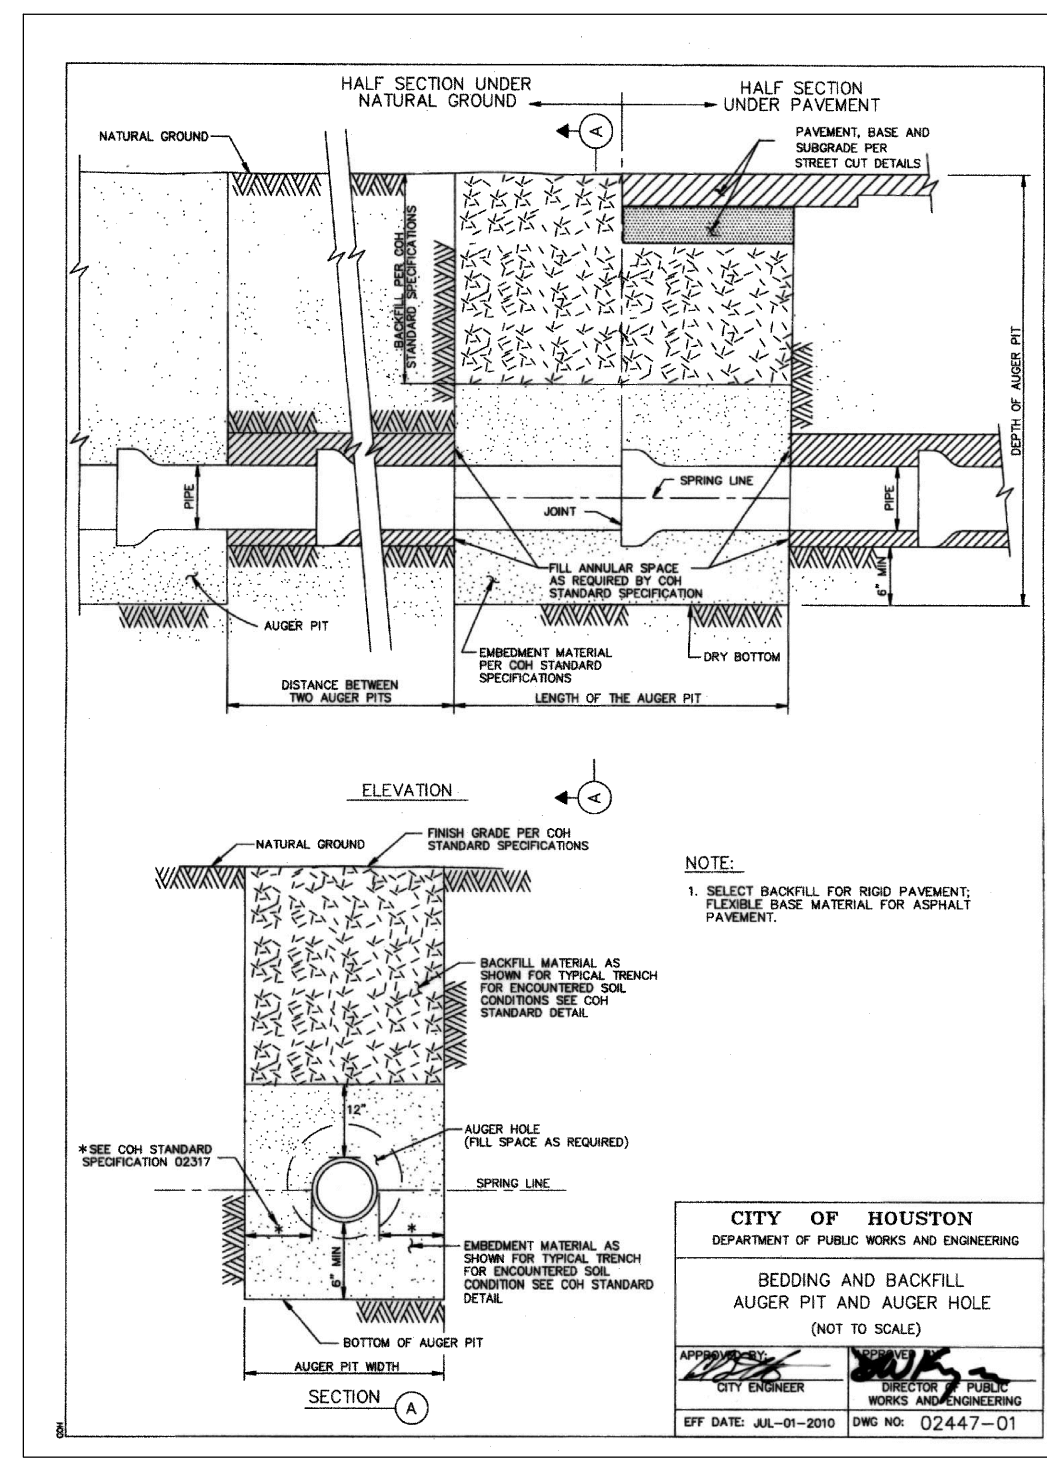 HALF SECTION UNDER
NATURAL GROUND
HALF SECTION
UNDER PAVEMENT
A
NATURAL GROUND
PAVEMENT, BASE AND
SUBGRADE PER
STREET CUT DETAILS
BACKFILL PER COH
STANDARD SPECIFICATIONS
DEPTH OF AUGER PIT
PIPE
SPRING LINE
JOINT
PIPE
FILL ANNULAR SPACE
AS REQUIRED BY COH
STANDARD SPECIFICATION
6" MIN
AUGER PIT
EMBEDMENT MATERIAL
PER COH STANDARD
SPECIFICATIONS
DRY BOTTOM
DISTANCE BETWEEN
TWO AUGER PITS
LENGTH OF THE AUGER PIT
ELEVATION
A
NATURAL GROUND
FINISH GRADE PER COH
STANDARD SPECIFICATIONS
NOTE:
1. SELECT BACKFILL FOR RIGID PAVEMENT;
FLEXIBLE BASE MATERIAL FOR ASPHALT
PAVEMENT.
BACKFILL MATERIAL AS
SHOWN FOR TYPICAL TRENCH
FOR ENCOUNTERED SOIL
CONDITIONS SEE COH
STANDARD DETAIL
12"
AUGER HOLE
(FILL SPACE AS REQUIRED)
*SEE COH STANDARD
SPECIFICATION 02317
SPRING LINE
*
*
6" MIN
EMBEDMENT MATERIAL AS
SHOWN FOR TYPICAL TRENCH
FOR ENCOUNTERED SOIL
CONDITION SEE COH STANDARD
DETAIL
BOTTOM OF AUGER PIT
AUGER PIT WIDTH
SECTION A
CITY OF HOUSTON
DEPARTMENT OF PUBLIC WORKS AND ENGINEERING
BEDDING AND BACKFILL
AUGER PIT AND AUGER HOLE
(NOT TO SCALE)
APPROVED BY:
CITY ENGINEER
APPROVED BY:
DIRECTOR OF PUBLIC
WORKS AND ENGINEERING
EFF DATE: JUL-01-2010
DWG NO: 02447-01
COH